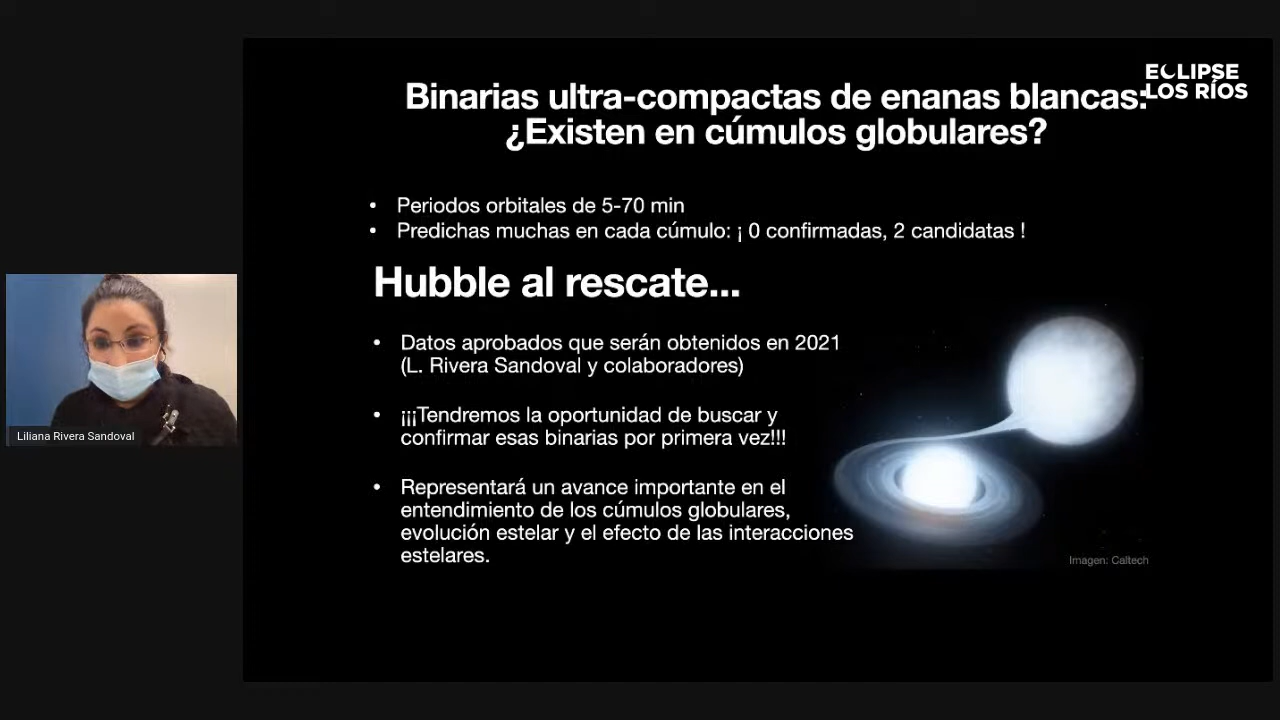 ECLIPSE
LOS RÍOS
Binarias ultra-compactas de enanas blancas:
¿Existen en cúmulos globulares?
• Periodos orbitales de 5-70 min
• Predichas muchas en cada cúmulo: ¡ 0 confirmadas, 2 candidatas !
Hubble al rescate...
• Datos aprobados que serán obtenidos en 2021
(L. Rivera Sandoval y colaboradores)
• ¡¡¡Tendremos la oportunidad de buscar y
confirmar esas binarias por primera vez!!!
• Representará un avance importante en el
entendimiento de los cúmulos globulares,
evolución estelar y el efecto de las interacciones
estelares.
Imagen: Caltech
Liliana Rivera Sandoval